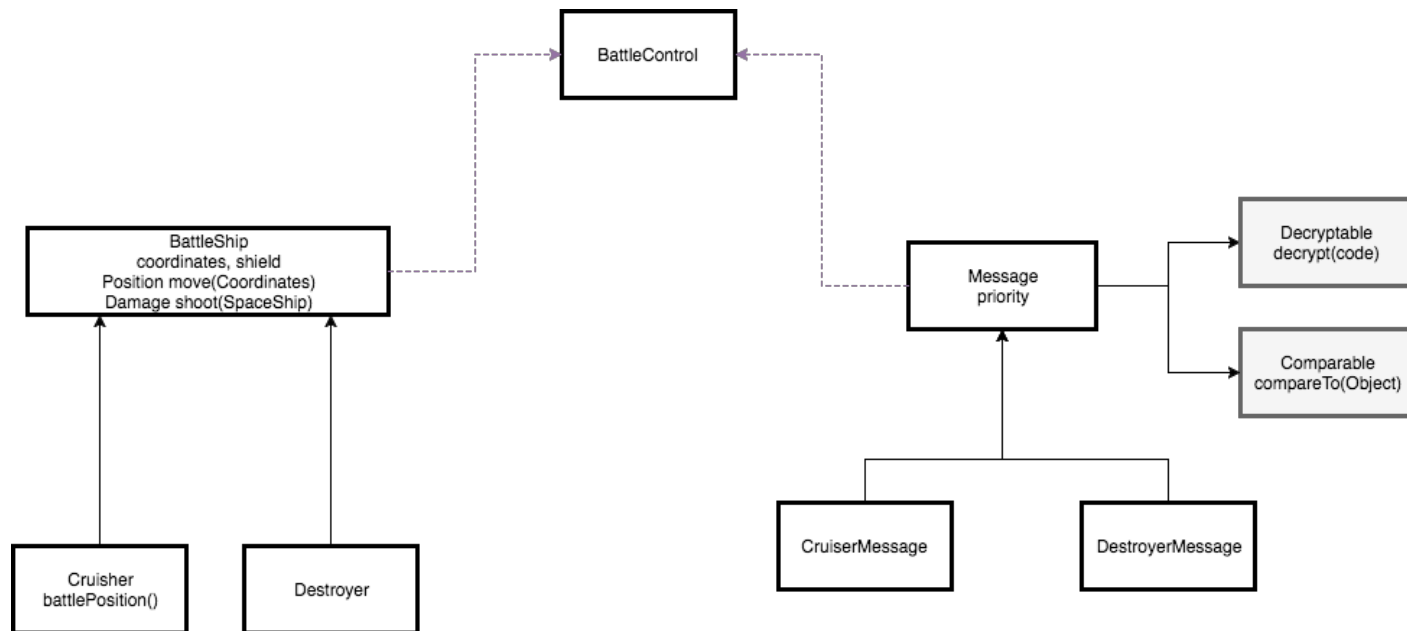 BattleControl
BattleShip
coordinates, shield
Position move(Coordinates)
Damage shoot(SpaceShip)
Message
priority
Decryptable
decrypt(code)
Comparable
compareTo(Object)
Cruisher
battlePosition()
Destroyer
CruiserMessage
DestroyerMessage